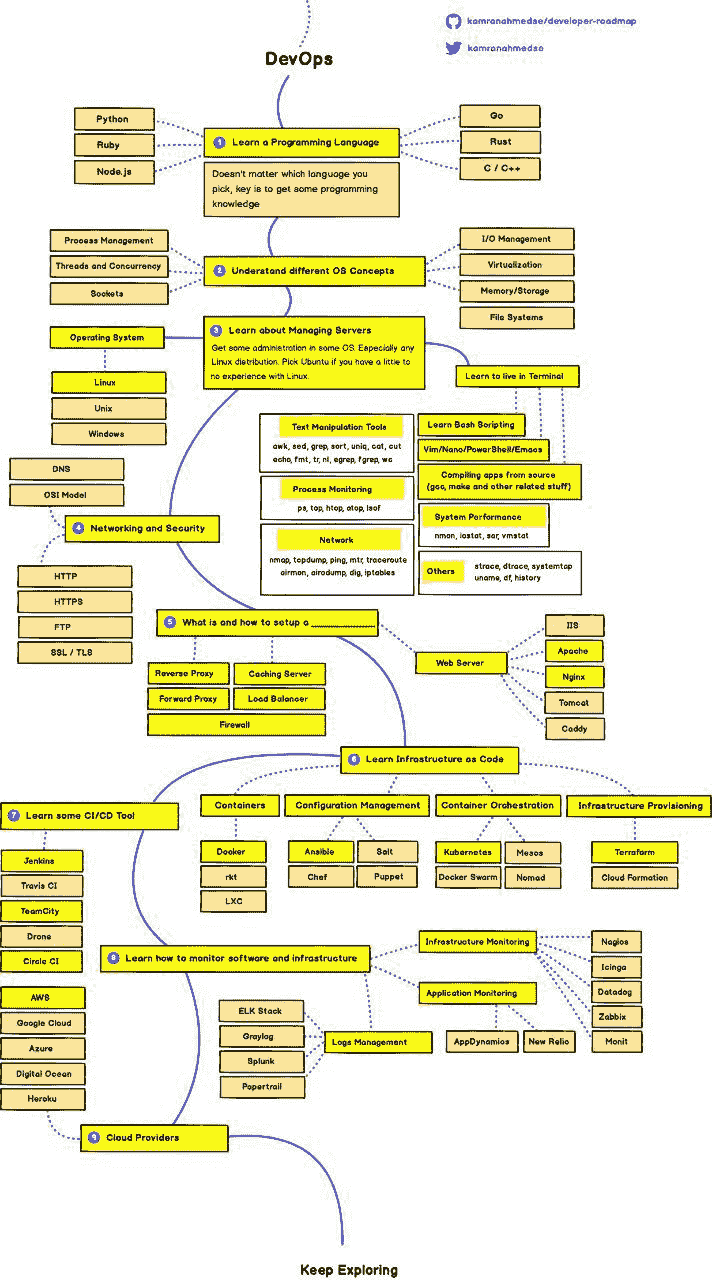 kamranahmedse/developer-roadmap
kamranahmedse
DevOps
Python
Ruby
Node.js
1 Learn a Programming Language
Go
Rust
C / C++
Doesn't matter which language you
pick, key is to get some programming
knowledge
Process Management
Threads and Concurrency
Sockets
2 Understand different OS Concepts
I/O Management
Virtualization
Memory/Storage
File Systems
3 Learn about Managing Servers
Get some administration in some OS. Especially any
Linux distribution. Pick Ubuntu if you have a little to
no experience with Linux.
Operating System
Linux
Unix
Windows
Learn to live in Terminal
Text Manipulation Tools
awk, sed, grep, sort, uniq, cat, cut
echo, fmt, tr, nl, egrep, fgrep, wc
Learn Bash Scripting
Vim/Nano/PowerShell/Emacs
Compiling apps from source
(gcc, make and other related stuff)
Process Monitoring
ps, top, htop, atop, lsof
System Performance
nmon, iostat, sar, vmstat
Network
nmap, tcpdump, ping, mtr, traceroute
airmon, airodump, dig, iptables
Others
strace, dtrace, systemtap
uname, df, history
DNS
OSI Model
4 Networking and Security
HTTP
HTTPS
FTP
SSL / TLS
5 What is and how to setup a ____________
Reverse Proxy
Caching Server
Forward Proxy
Load Balancer
Firewall
Web Server
IIS
Apache
Nginx
Tomcat
Caddy
6 Learn Infrastructure as Code
Containers
Docker
rkt
LXC
Configuration Management
Ansible
Salt
Chef
Puppet
Container Orchestration
Kubernetes
Mesos
Docker Swarm
Nomad
Infrastructure Provisioning
Terraform
Cloud Formation
7 Learn some CI/CD Tool
Jenkins
Travis CI
TeamCity
Drone
Circle CI
8 Learn how to monitor software and infrastructure
Infrastructure Monitoring
Nagios
Icinga
Datadog
Zabbix
Monit
Application Monitoring
AppDynamics
New Relic
Logs Management
ELK Stack
Graylog
Splunk
Papertrail
AWS
Google Cloud
Azure
Digital Ocean
Heroku
9 Cloud Providers
Keep Exploring